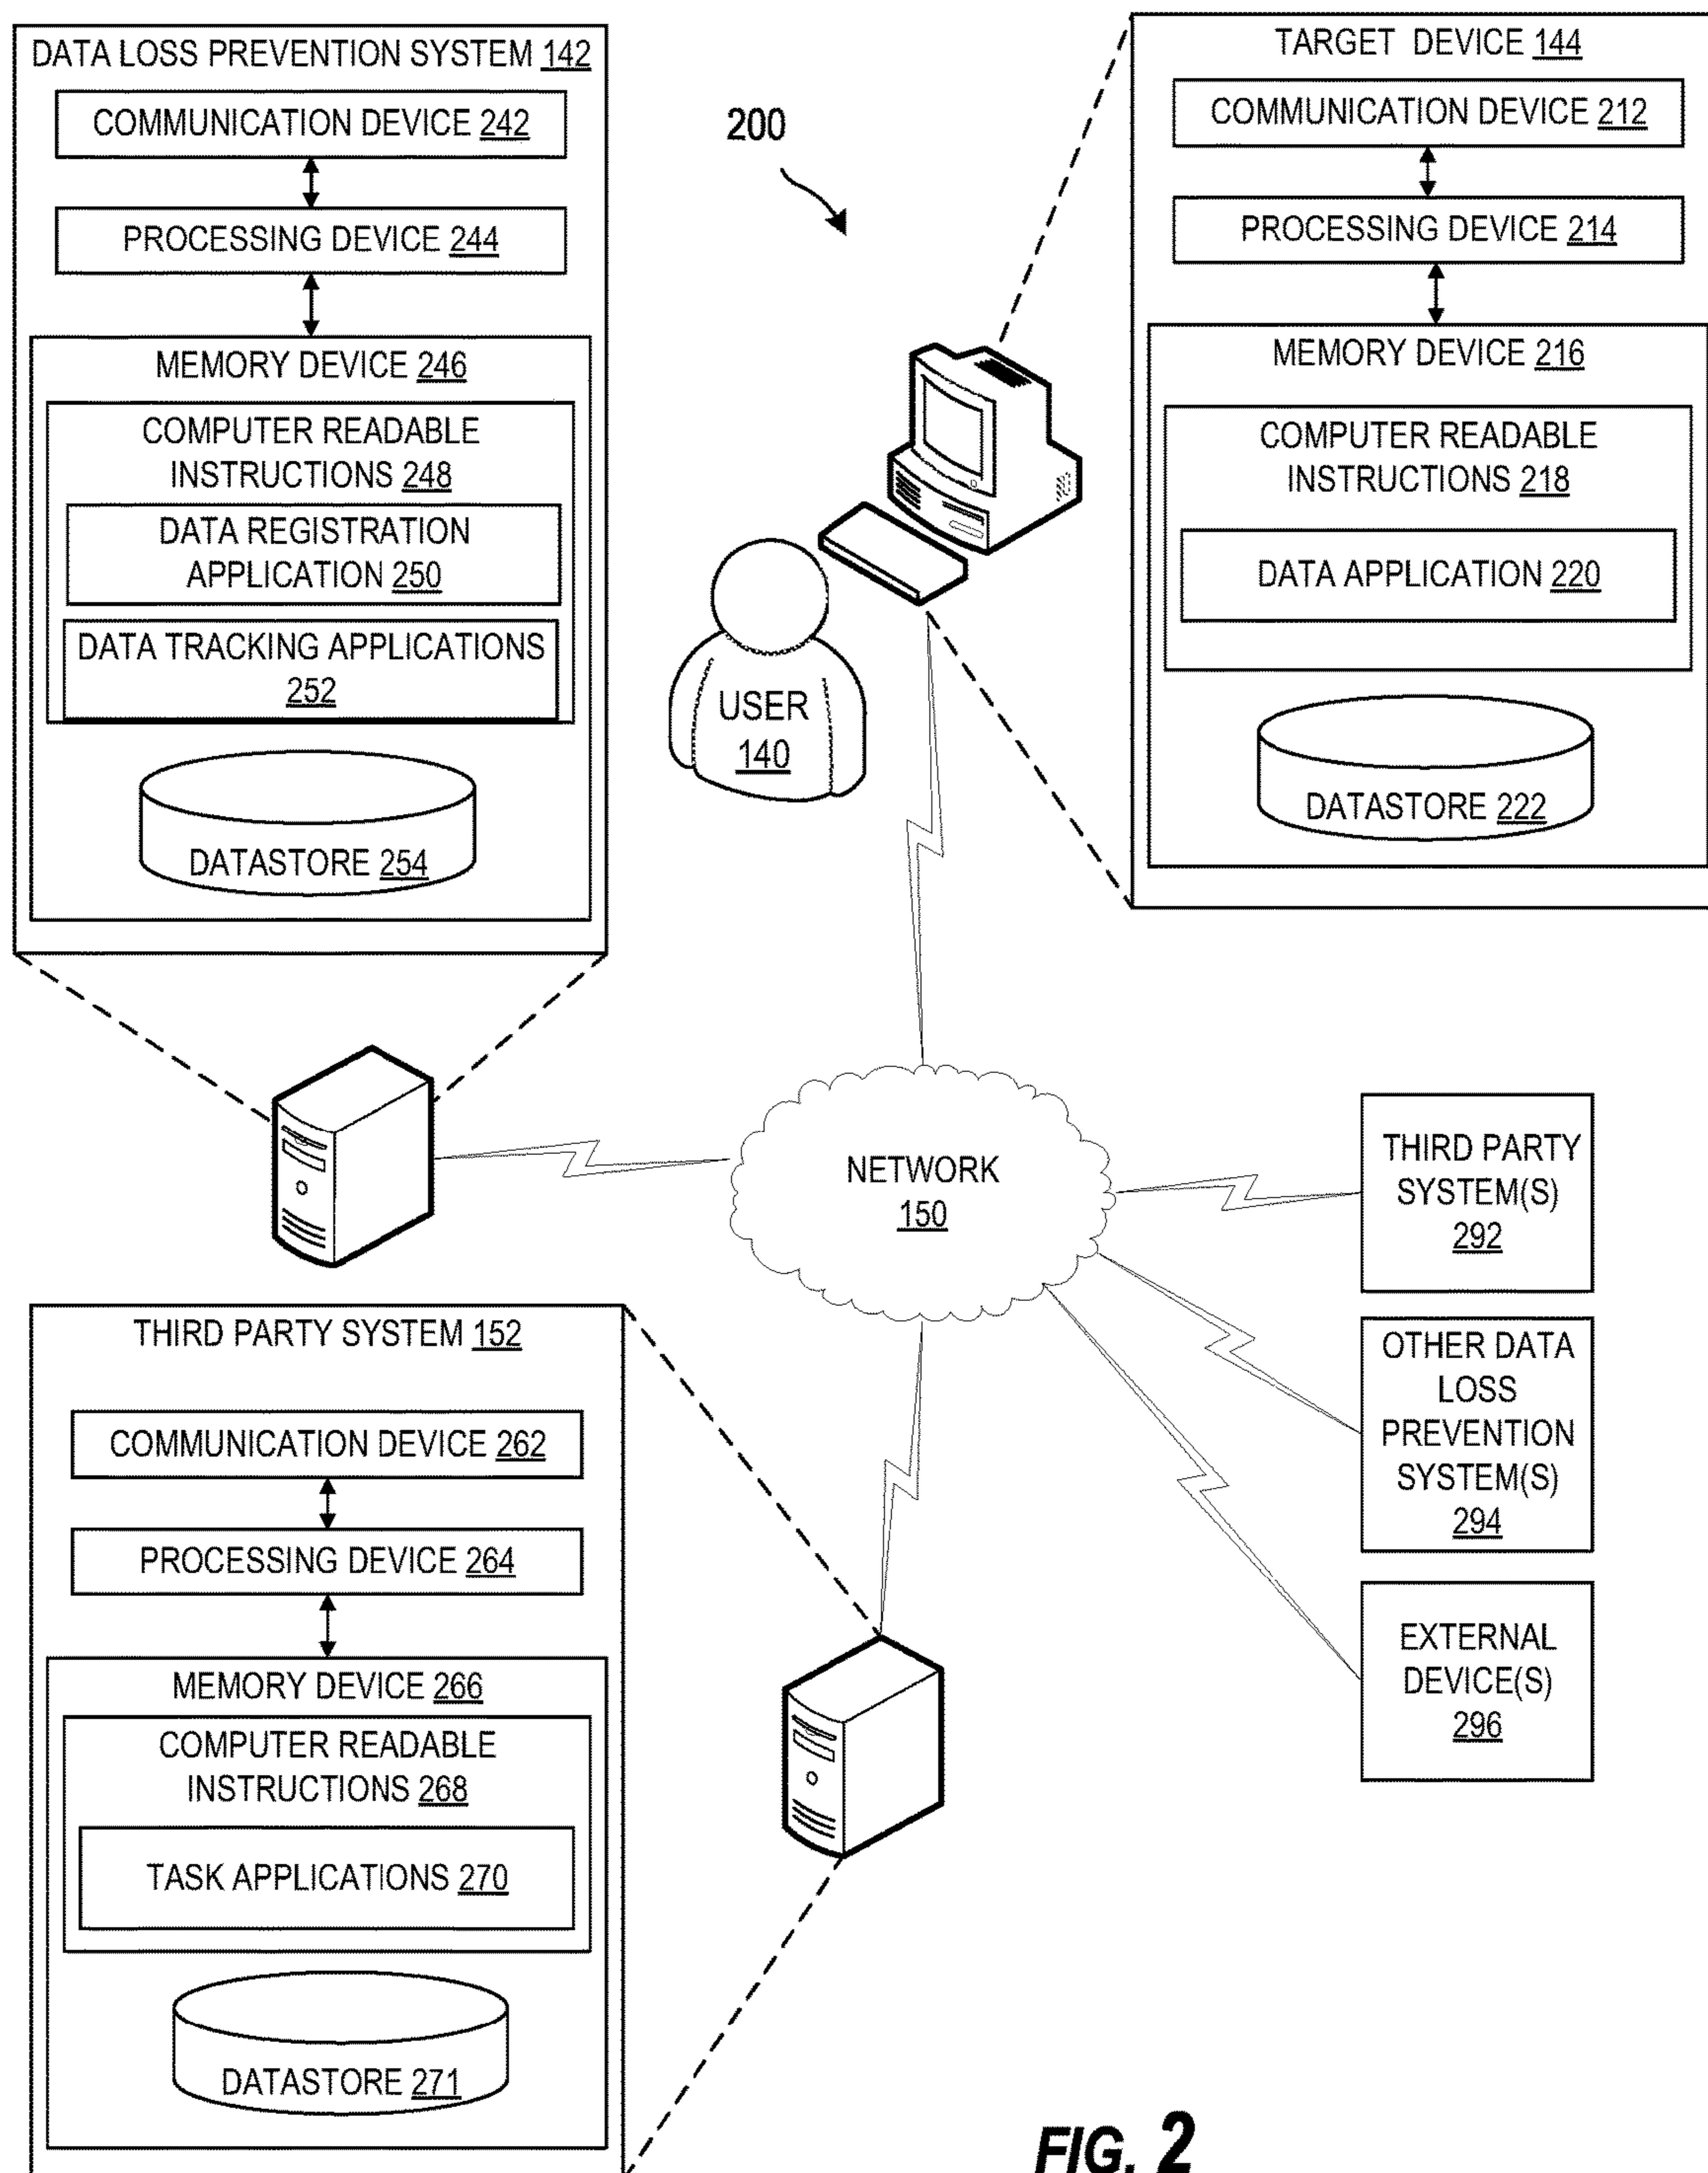 DATA LOSS PREVENTION SYSTEM 142
COMMUNICATION DEVICE 242
PROCESSING DEVICE 244
MEMORY DEVICE 246
COMPUTER READABLE
INSTRUCTIONS 248
DATA REGISTRATION
APPLICATION 250
DATA TRACKING APPLICATIONS
252
DATASTORE 254
200
USER
140
TARGET DEVICE 144
COMMUNICATION DEVICE 212
PROCESSING DEVICE 214
MEMORY DEVICE 216
COMPUTER READABLE
INSTRUCTIONS 218
DATA APPLICATION 220
DATASTORE 222
NETWORK
150
THIRD PARTY
SYSTEM(S)
292
OTHER DATA
LOSS
PREVENTION
SYSTEM(S)
294
EXTERNAL
DEVICE(S)
296
THIRD PARTY SYSTEM 152
COMMUNICATION DEVICE 262
PROCESSING DEVICE 264
MEMORY DEVICE 266
COMPUTER READABLE
INSTRUCTIONS 268
TASK APPLICATIONS 270
DATASTORE 271
FIG. 2